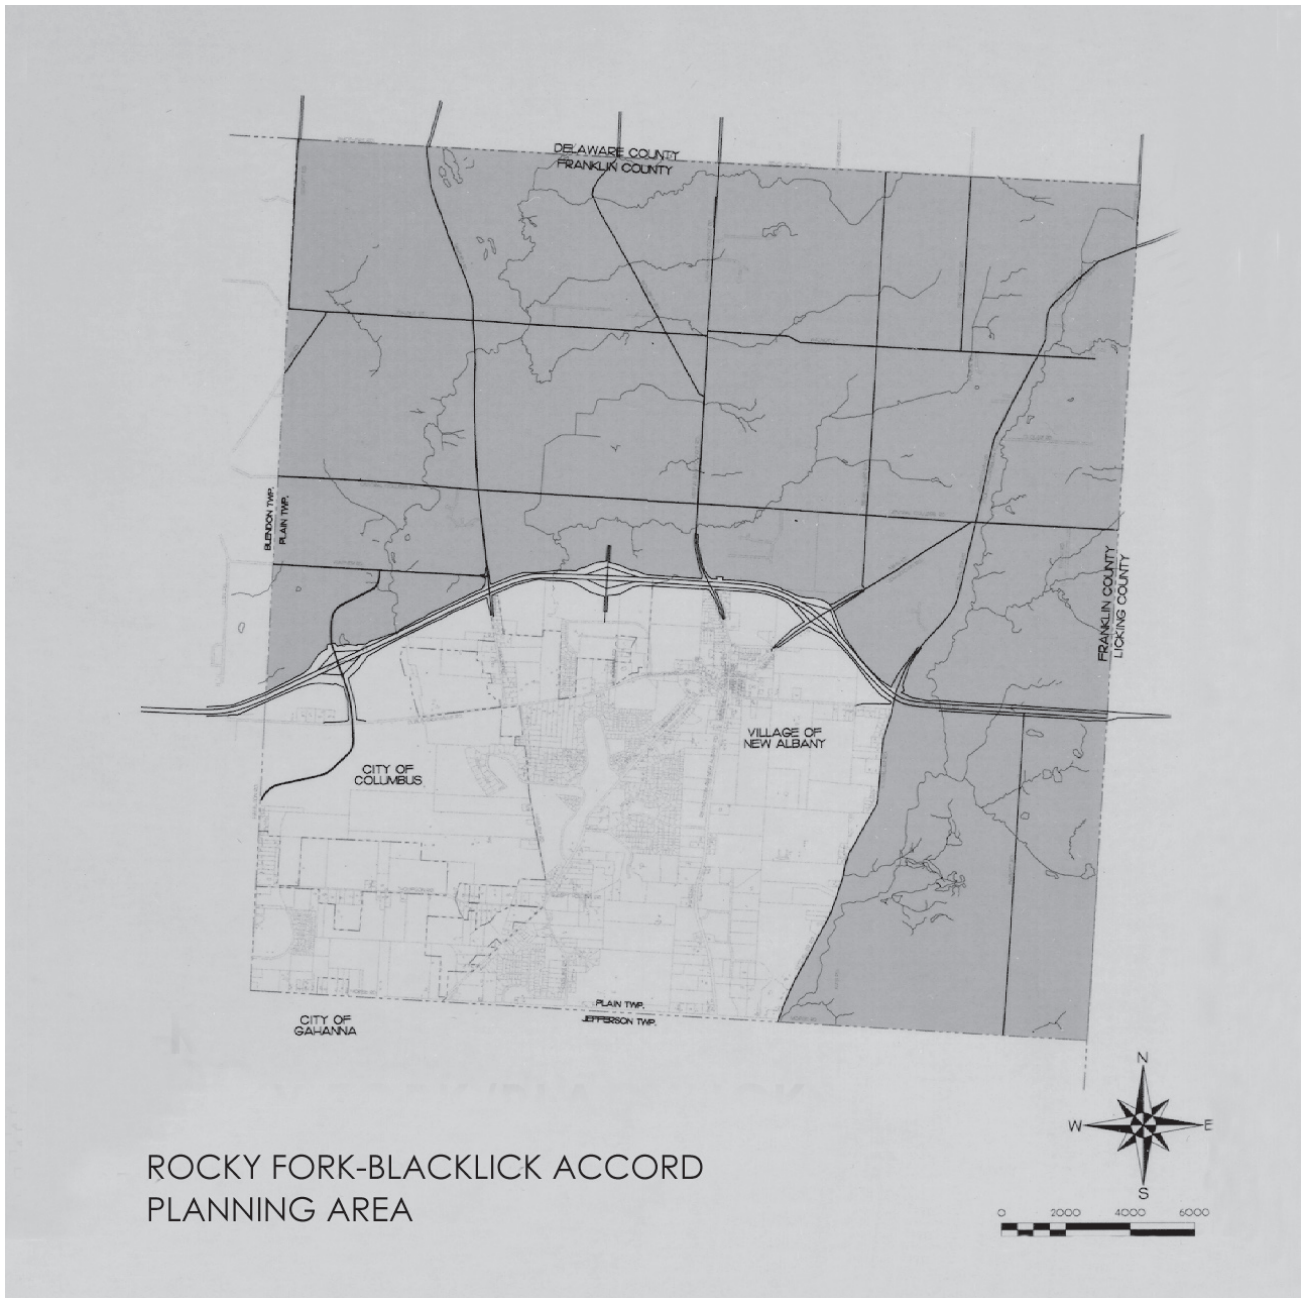 DELAWARE COUNTY
FRANKLIN COUNTY
BLENDON TWP.
PLAIN TWP.
FRANKLIN COUNTY
LICKING COUNTY
VILLAGE OF
NEW ALBANY
CITY OF
COLUMBUS
PLAIN TWP.
JEFFERSON TWP.
CITY OF
GAHANNA
N
W E
S
ROCKY FORK-BLACKLICK ACCORD
PLANNING AREA
0 2000 4000 6000